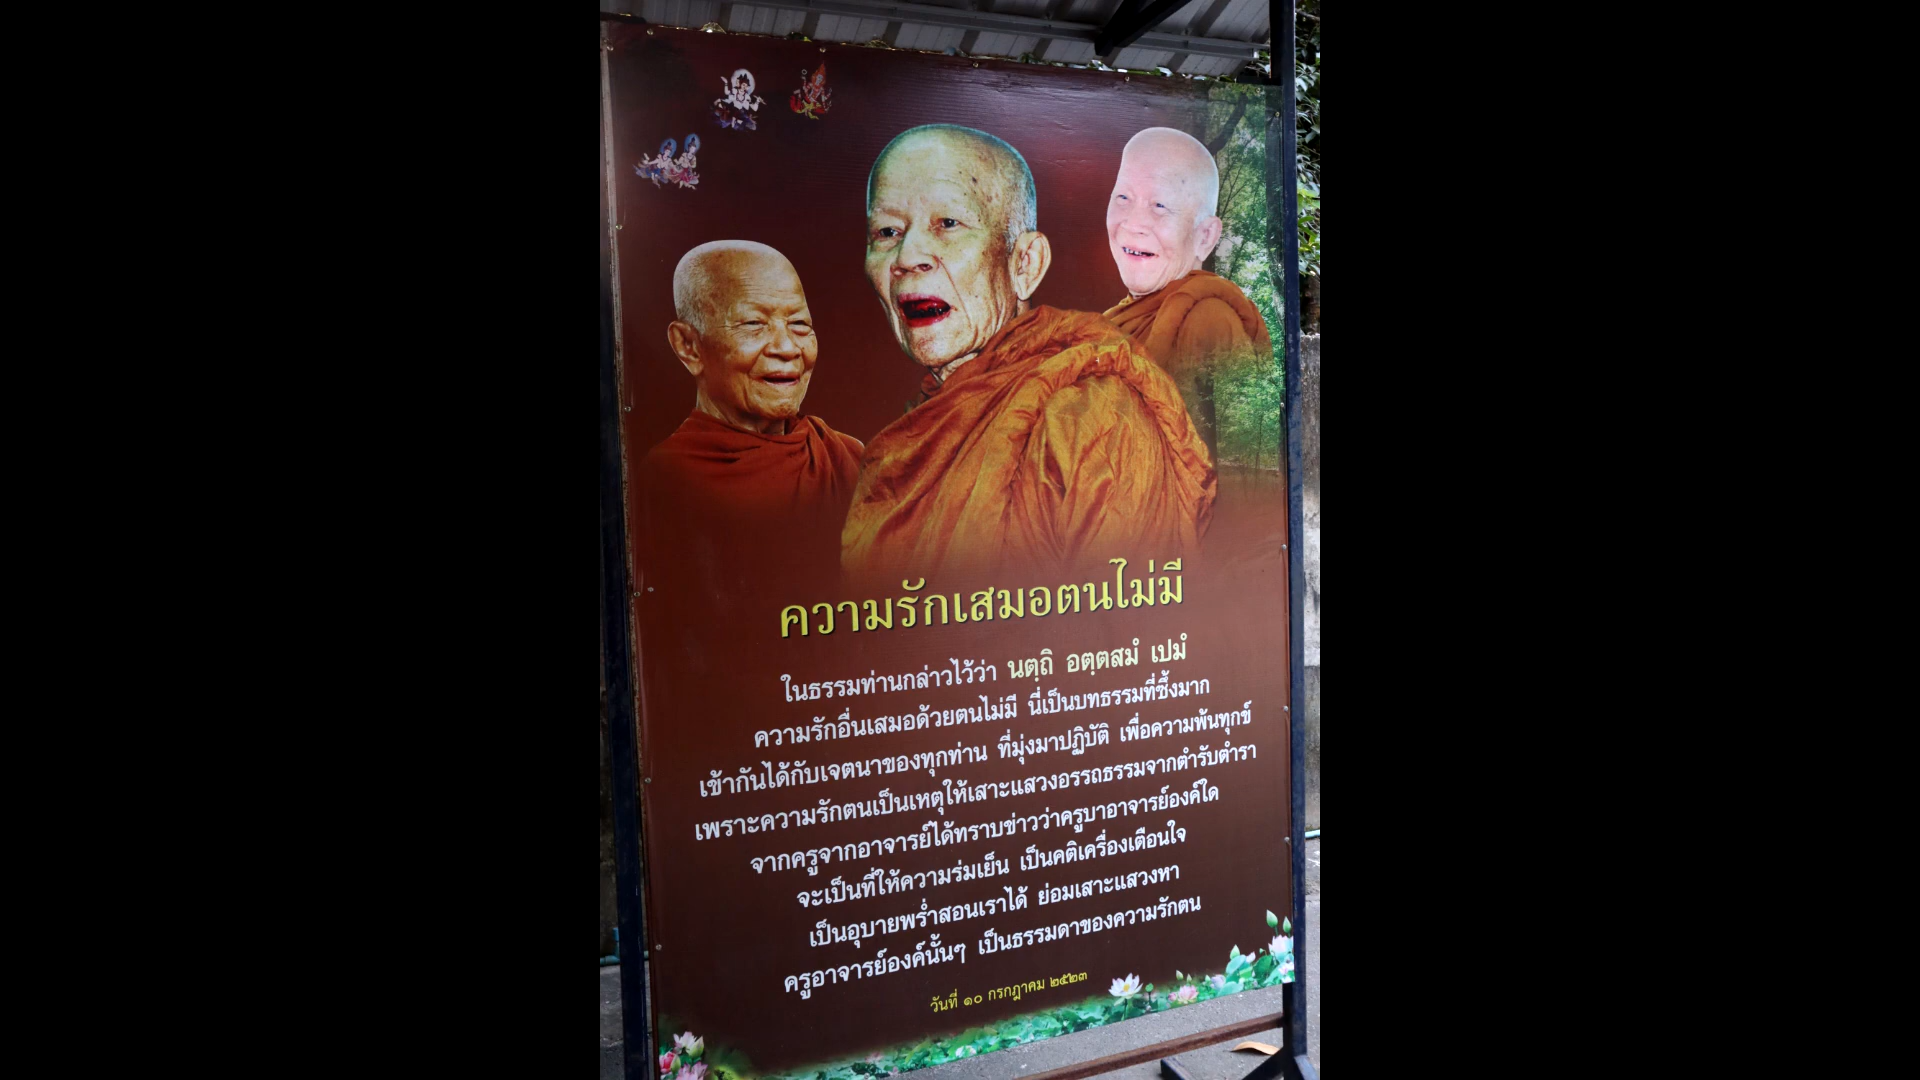 ความรักเสมอตนไม่มี
ในธรรมท่านกล่าวไว้ว่า นตฺถิ อตฺตสมํ เปมํ
ความรักอื่นเสมอด้วยตนไม่มี นี่เป็นบทธรรมที่ซึ้งมาก
เข้ากันได้กับเจตนาของทุกท่าน ที่มุ่งมาปฏิบัติ เพื่อความพ้นทุกข์
เพราะความรักตนเป็นเหตุให้เสาะแสวงอรรถธรรมจากตำรับตำรา
จากครูจากอาจารย์ได้ทราบข่าวว่าครูบาอาจารย์องค์ใด
จะเป็นที่ให้ความร่มเย็น เป็นคติเครื่องเตือนใจ
เป็นอุบายพร่ำสอนเราได้ ย่อมเสาะแสวงหา
ครูอาจารย์องค์นั้นๆ เป็นธรรมดาของความรักตน
วันที่ ๑๐ กรกฎาคม ๒๕๒๓